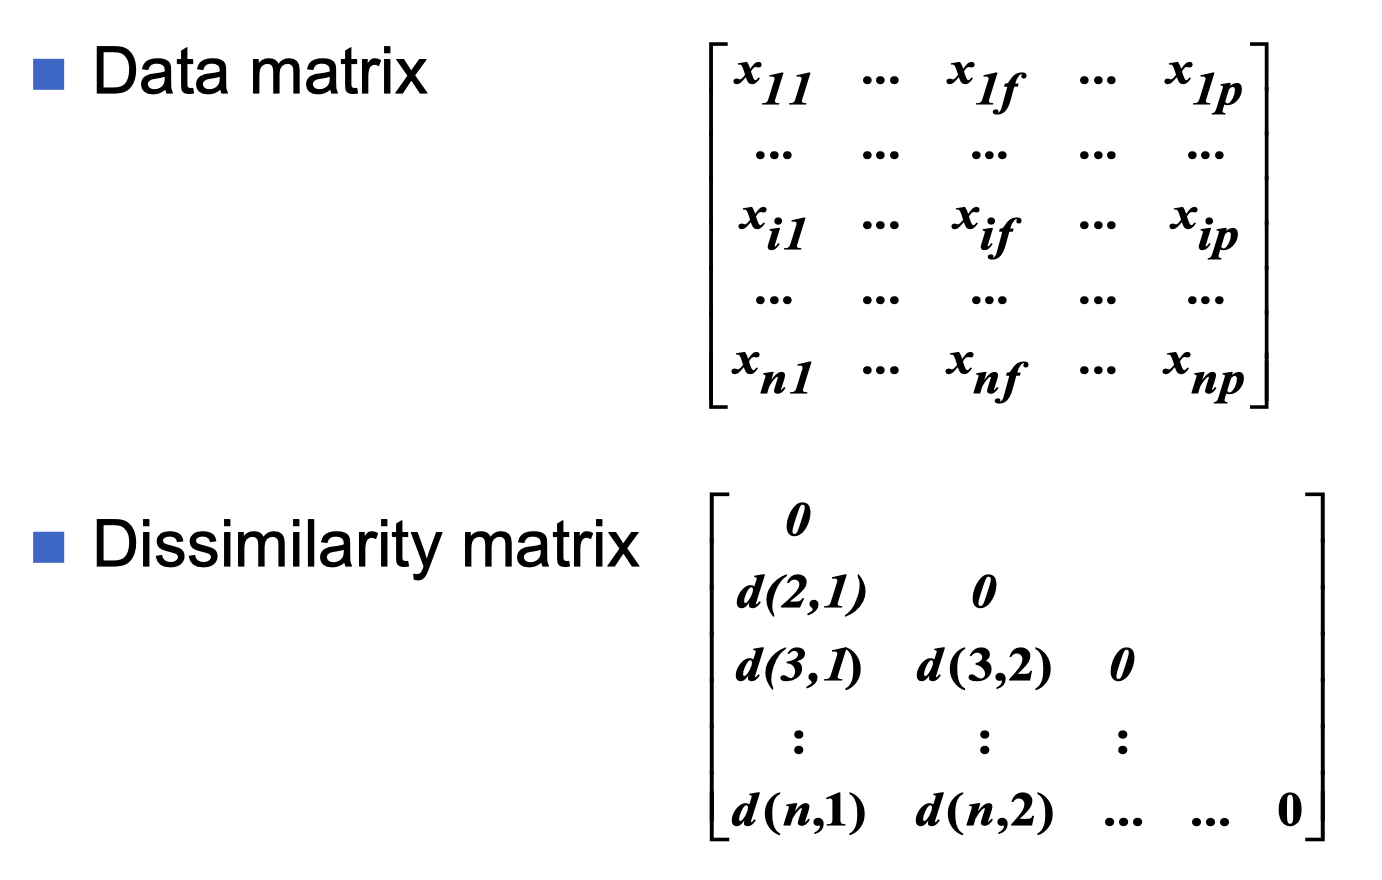 Data matrix
x11 ... x1f ... x1p
... ... ... ... ...
xi1 ... xif ... xip
... ... ... ... ...
xn1 ... xnf ... xnp
Dissimilarity matrix
0
d(2,1) 0
d(3,1) d(3,2) 0
: : :
d(n,1) d(n,2) ... ... 0